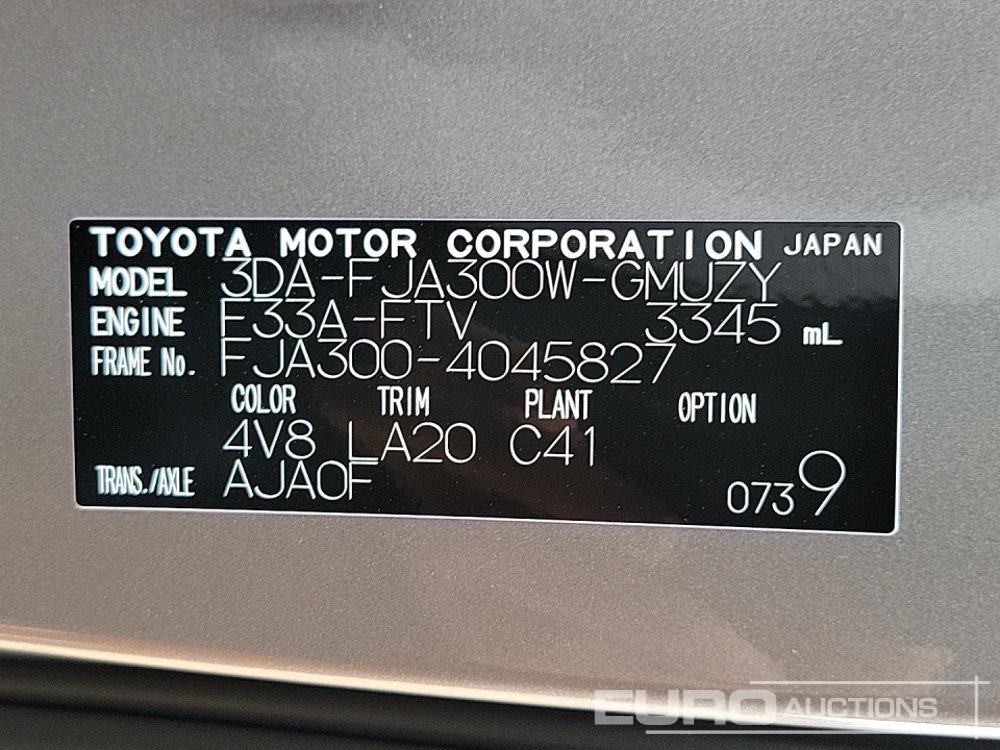 TOYOTA MOTOR CORPORATION JAPAN
MODEL 3DA-FJA300W-GMUZY
ENGINE F33A-FTV 3345 mL
FRAME No. FJA300-4045827
COLOR TRIM PLANT OPTION
4V8 LA20 C41
TRANS./AXLE AJA0F 0739
EURO AUCTIONS